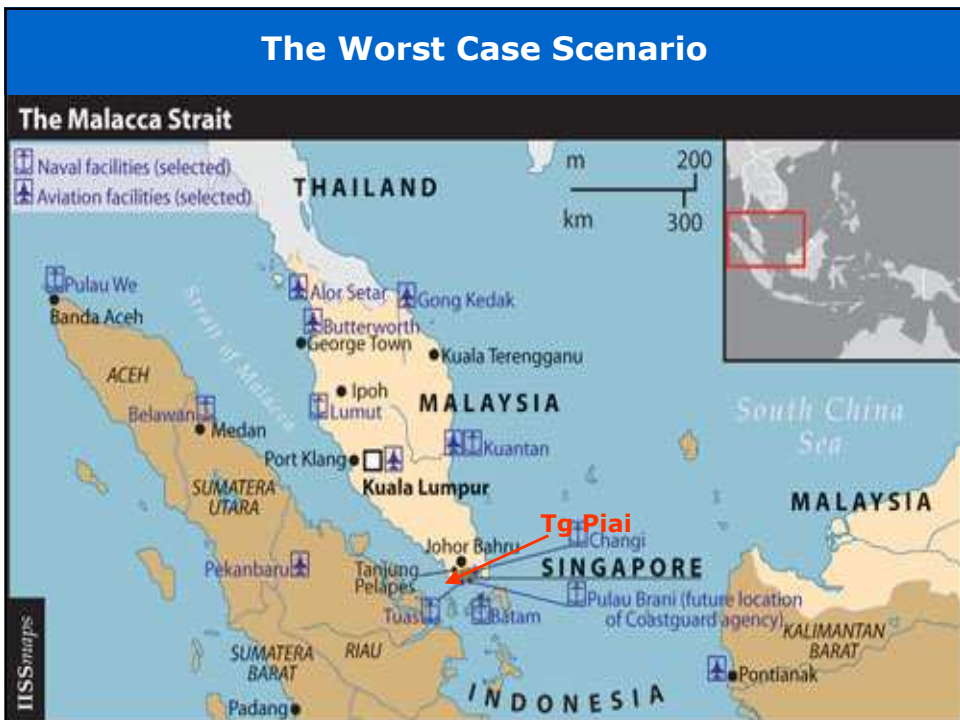 The Worst Case Scenario
The Malacca Strait
Naval facilities (selected)
Aviation facilities (selected)
m 200
km 300
THAILAND
Pulau We
Banda Aceh
Strait of Malacca
Alor Setar
Gong Kedak
Butterworth
George Town
Kuala Terengganu
ACEH
Ipoh
MALAYSIA
Belawan
Lumut
South China
Sea
Medan
Kuantan
Port Klang
Kuala Lumpur
SUMATERA
UTARA
MALAYSIA
Tg Piai
Johor Bahru
Changi
Pekanbaru
Tanjung
Pelapes
SINGAPORE
Tuas
Batam
Pulau Brani (future location
of Coastguard agency)
KALIMANTAN
BARAT
SUMATERA
BARAT
RIAU
Pontianak
INDONESIA
Padang
IISSmaps